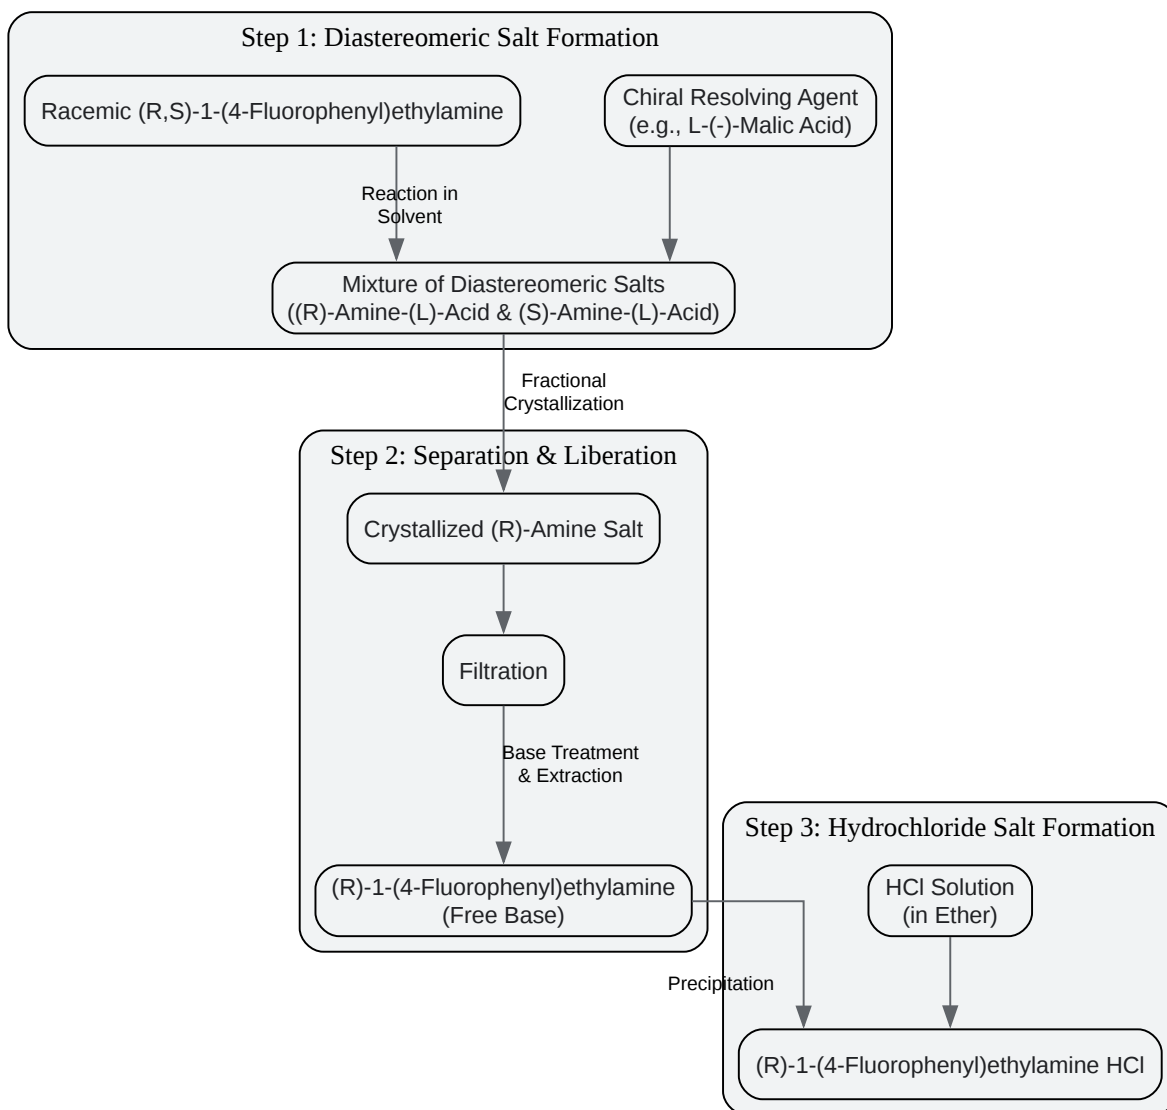 Step 1: Diastereomeric Salt Formation
Racemic (R,S)-1-(4-Fluorophenyl)ethylamine
Chiral Resolving Agent
(e.g., L-(-)-Malic Acid)
Reaction in
Solvent
Mixture of Diastereomeric Salts
((R)-Amine-(L)-Acid & (S)-Amine-(L)-Acid)
Fractional
Crystallization
Step 2: Separation & Liberation
Crystallized (R)-Amine Salt
Filtration
Base Treatment
& Extraction
(R)-1-(4-Fluorophenyl)ethylamine
(Free Base)
Step 3: Hydrochloride Salt Formation
HCl Solution
(in Ether)
Precipitation
(R)-1-(4-Fluorophenyl)ethylamine HCl